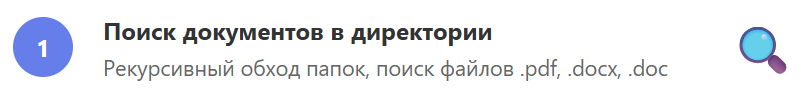 1
Поиск документов в директории
Рекурсивный обход папок, поиск файлов .pdf, .docx, .doc